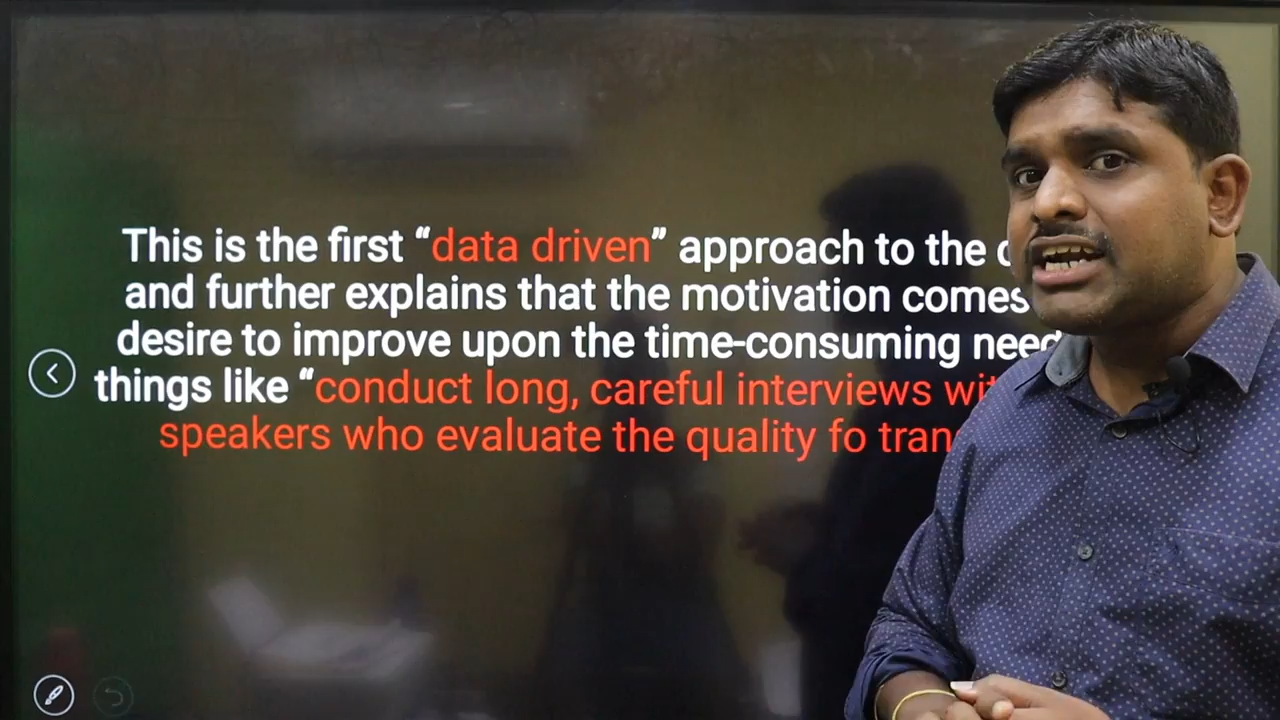 This is the first “data driven” approach to the
and further explains that the motivation comes
desire to improve upon the time-consuming need
things like “conduct long, careful interviews
speakers who evaluate the quality fo